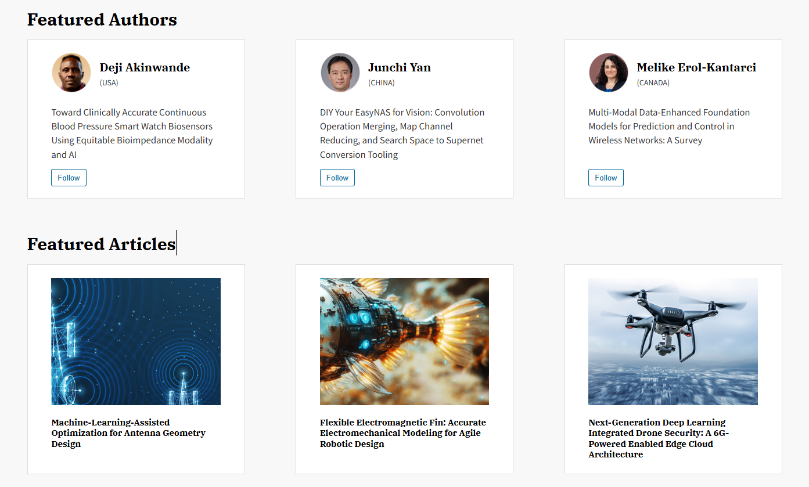 Featured Authors
Deji Akinwande
(USA)
Toward Clinically Accurate Continuous
Blood Pressure Smart Watch Biosensors
Using Equitable Bioimpedance Modality
and AI
Follow
Junchi Yan
(CHINA)
DIY Your EasyNAS for Vision: Convolution
Operation Merging, Map Channel
Reducing, and Search Space to Supernet
Conversion Tooling
Follow
Melike Erol-Kantarci
(CANADA)
Multi-Modal Data-Enhanced Foundation
Models for Prediction and Control in
Wireless Networks: A Survey
Follow
Featured Articles
Machine-Learning-Assisted
Optimization for Antenna Geometry
Design
Flexible Electromagnetic Fin: Accurate
Electromechanical Modeling for Agile
Robotic Design
Next-Generation Deep Learning
Integrated Drone Security: A 6G-
Powered Enabled Edge Cloud
Architecture